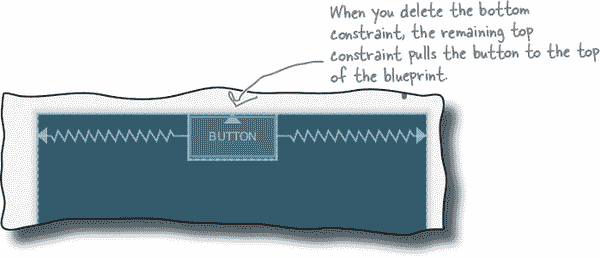 When you delete the bottom
constraint, the remaining top
constraint pulls the button to the top
of the blueprint.
BUTTON